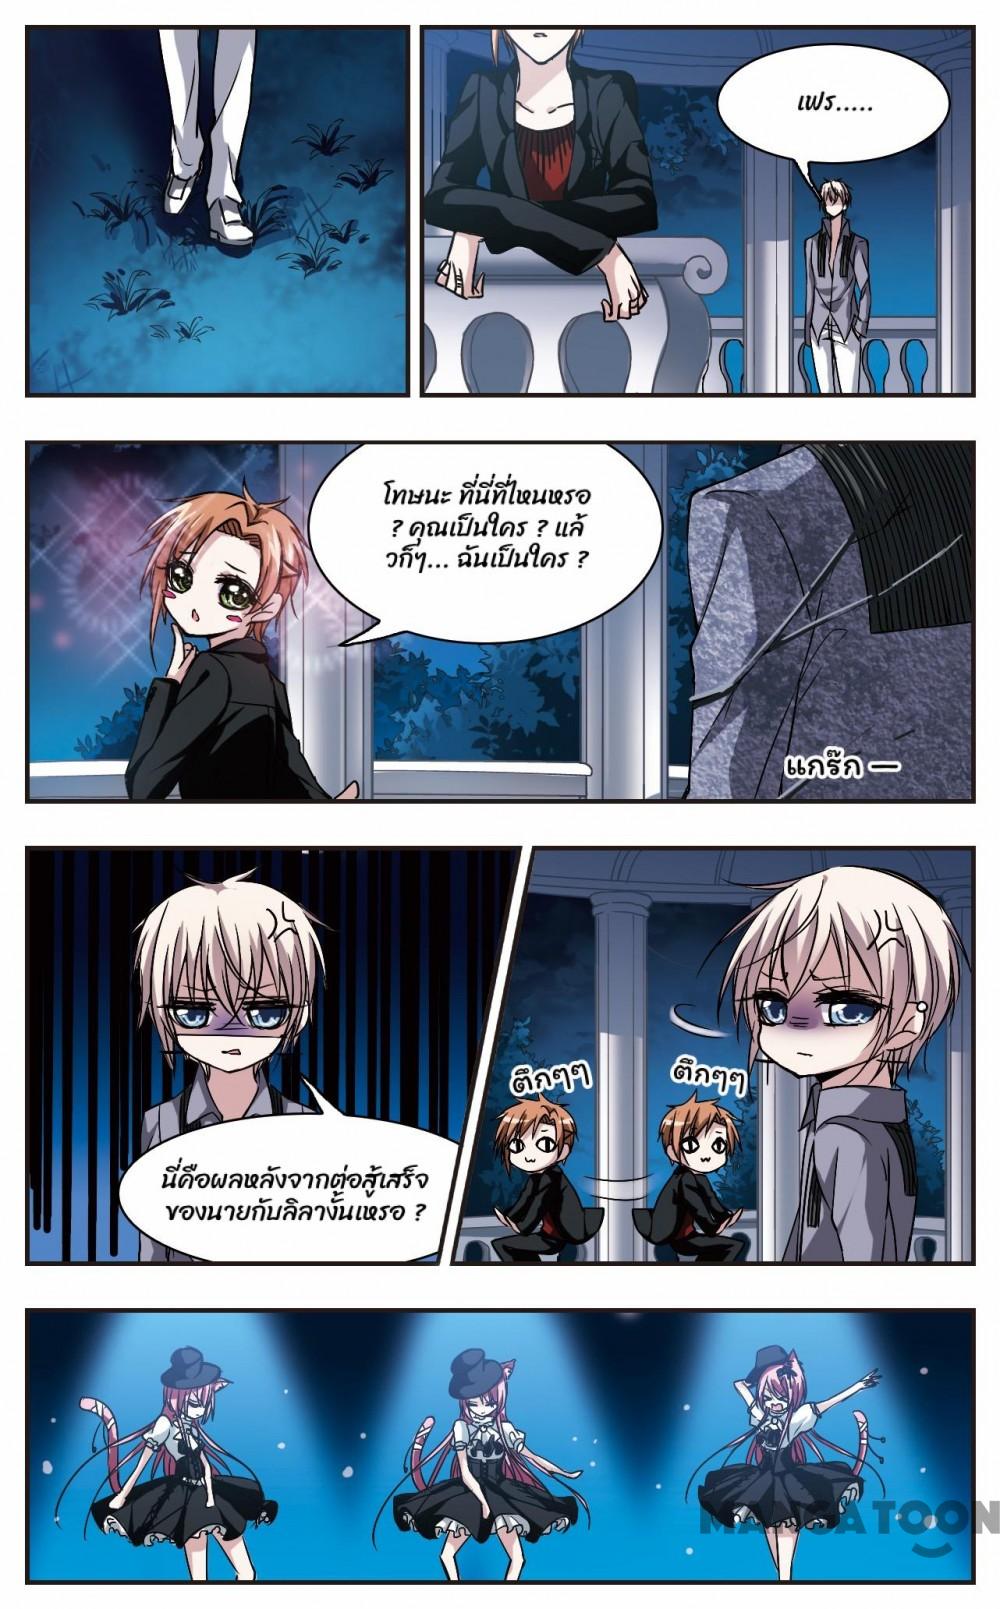 เฟร.....
โทษนะ ที่นี่ที่ไหนหรอ
? คุณเป็นใคร ? แล้
วก็ๆ... ฉันเป็นใคร ?
แกร๊ก —
นี่คือผลหลังจากต่อสู้เสร็จ
ของนายกับลิลางั้นเหรอ ?
ตึกๆๆ
ตึกๆๆ
MANGA TOON